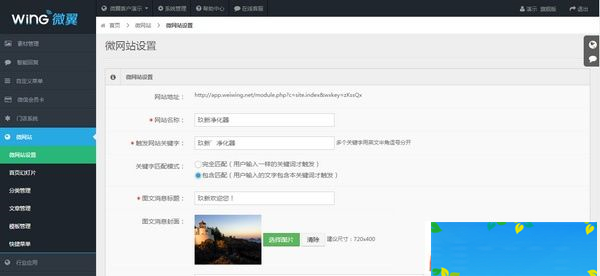 WiNG 微翼
微翼客户演示 系统管理 帮助中心 在线客服 演示 旗舰版 退出
首页 微网站 微网站设置
素材管理
智能回复
自定义菜单
微信会员卡
门店系统
微网站
微网站设置
首页幻灯片
分类管理
文章管理
模板管理
快捷菜单
行业应用
微网站设置
微网站设置
网站地址： http://app.weiwing.net/module.php?c=site.index&wxkey=zKssQx
* 网站名称： 玖新净化器
* 触发网站关键字： 玖新' 净化器 多个关键字用英文半角逗号分开
关键字匹配模式： 完全匹配（用户输入一样的关键词才触发）
包含匹配（用户输入的文字包含本关键词才触发）
* 图文消息标题： 玖新欢迎您！
图文消息封面： 选择图片 清除 建议尺寸：720x400